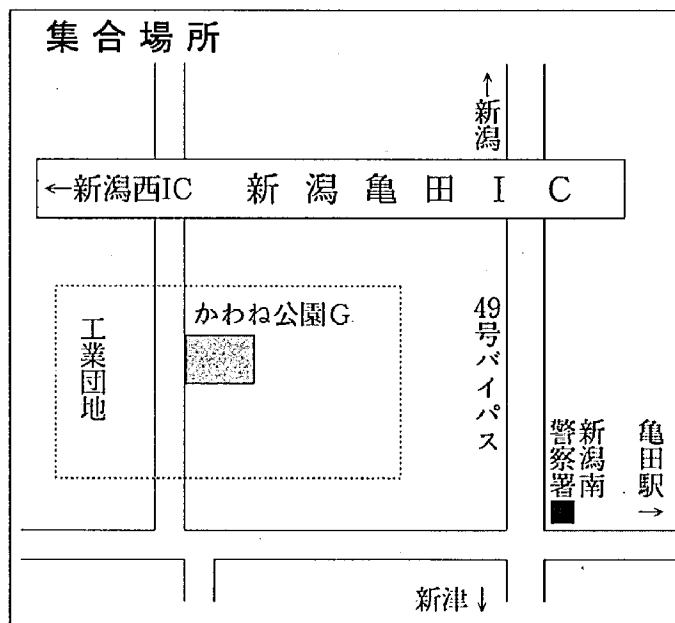 集合場所
↑新潟
←新潟西IC 新潟亀田IC
かわね公園G
工業団地
49号バイパス
新潟南
警察署
亀田駅→
新津↓